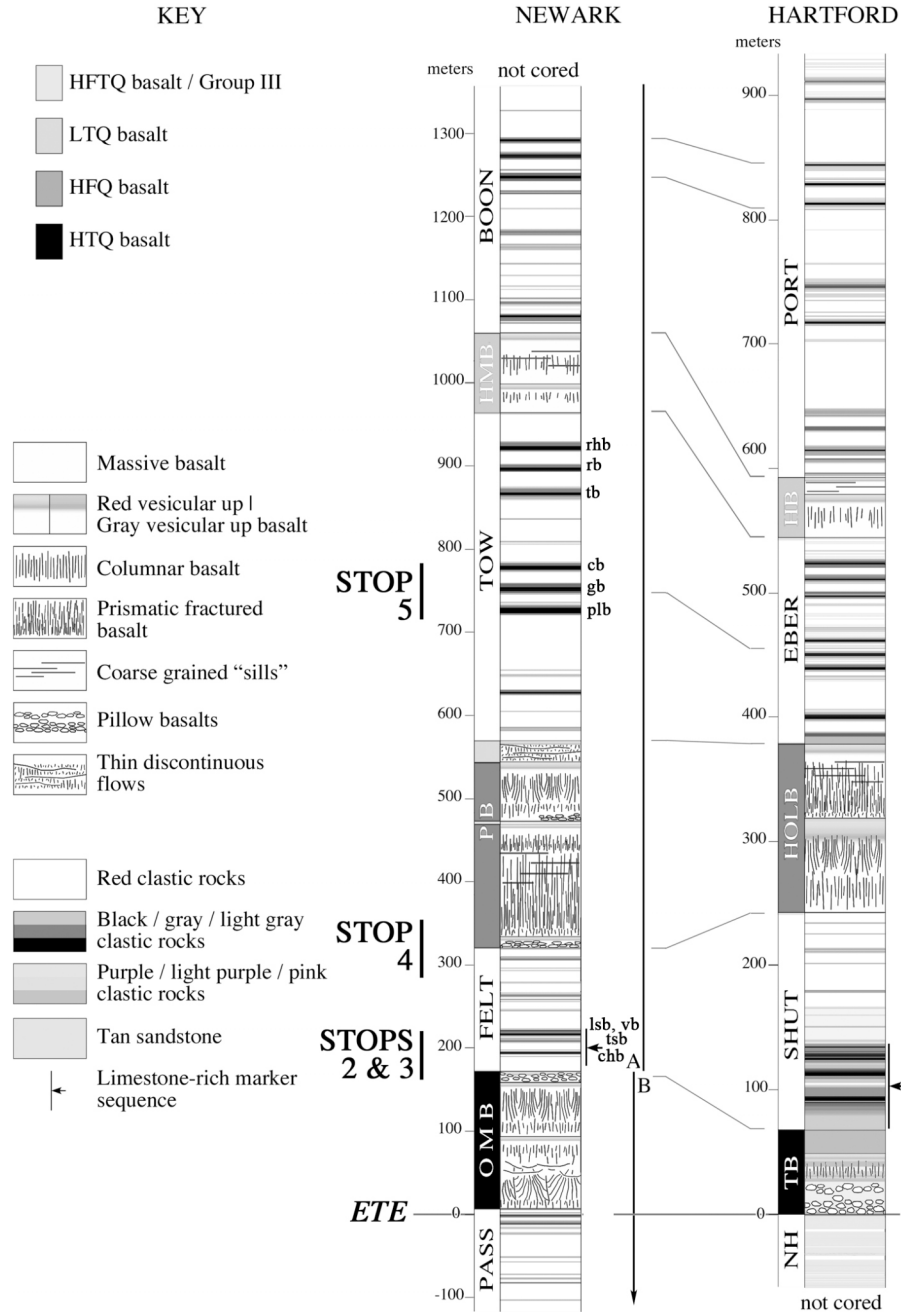 KEY
HFTQ basalt / Group III
LTQ basalt
HFQ basalt
HTQ basalt
Massive basalt
Red vesicular up |
Gray vesicular up basalt
Columnar basalt
Prismatic fractured
basalt
Coarse grained “sills”
Pillow basalts
Thin discontinuous
flows
Red clastic rocks
Black / gray / light gray
clastic rocks
Purple / light purple / pink
clastic rocks
Tan sandstone
Limestone-rich marker
sequence
NEWARK
meters
not cored
1300
1200
1100
1000
900
800
700
600
500
400
300
200
100
0
-100
BOON
HMB
TOW
PB
FELT
OMB
PASS
rhb
rb
tb
cb
gb
plb
lsb, vb
tsb
chb
A
B
STOP
5
STOP
4
STOPS
2 & 3
ETE
HARTFORD
meters
900
800
700
600
500
400
300
200
100
0
PORT
HB
EBER
HOLB
SHUT
TB
NH
not cored